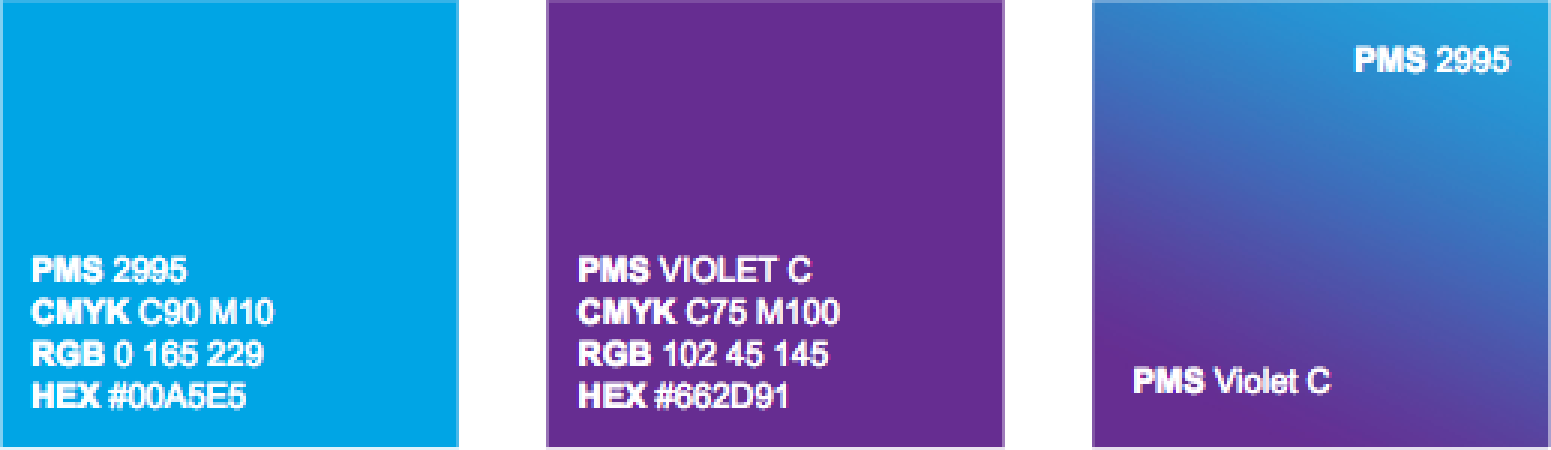 PMS 2995
CMYK C90 M10
RGB 0 165 229
HEX #00A5E5
PMS VIOLET C
CMYK C75 M100
RGB 102 45 145
HEX #662D91
PMS 2995
PMS Violet C